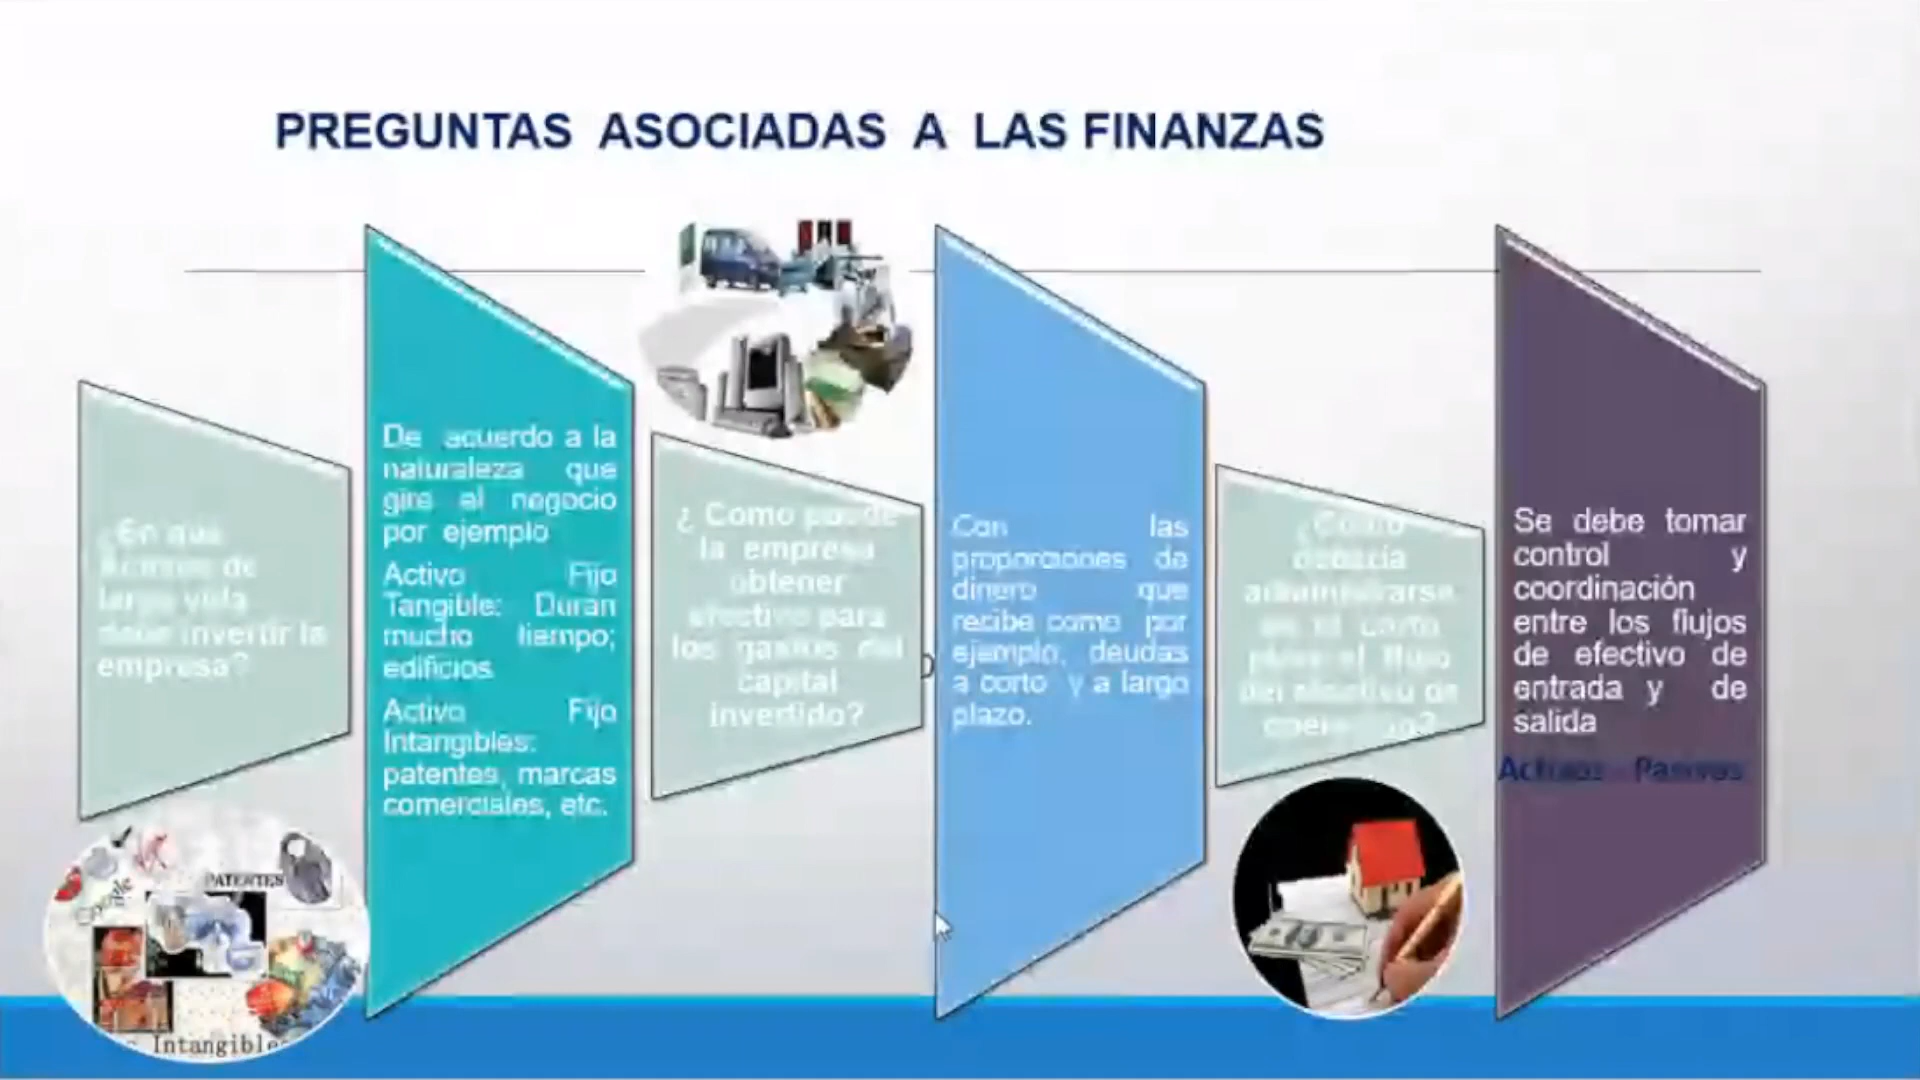 PREGUNTAS ASOCIADAS A LAS FINANZAS
¿En que
Activos de
larga vida
debe invertir la
empresa?
De acuerdo a la
naturaleza que
gire el negocio
por ejemplo
Activo Fijo
Tangible: Duran
mucho tiempo;
edificios
Activo Fijo
Intangibles:
patentes, marcas
comerciales, etc.
¿ Como puede
la empresa
obtener
efectivo para
los gastos del
capital
invertido?
Con las
proporciones de
dinero que
recibe como por
ejemplo, deudas
a corto y a largo
plazo.
¿Cómo
debería
administrarse
en el corto
plazo el flujo
del efectivo de
Se debe tomar
control y
coordinación
entre los flujos
de efectivo de
entrada y de
salida
Activos Pasivos
PATENTES
Google
Intangible